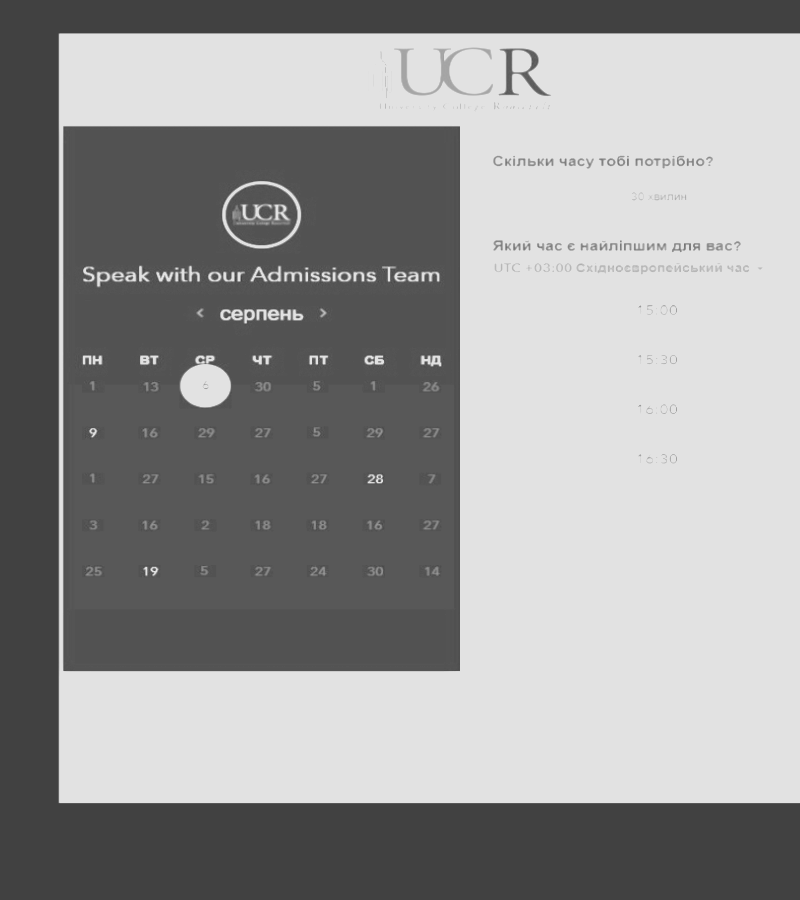 UCR
University College Roosevelt
UCR
Speak with our Admissions Team
< серпень >
ПН ВТ СР ЧТ ПТ СБ НД
1 13 6 30 5 1 26
9 16 29 27 5 29 27
1 27 15 16 27 28 7
3 16 2 18 18 16 27
25 19 5 27 24 30 14
Скільки часу тобі потрібно?
30 хвилин
Який час є найліпшим для вас?
UTC +03:00 Східноєвропейський час
15:00
15:30
16:00
16:30